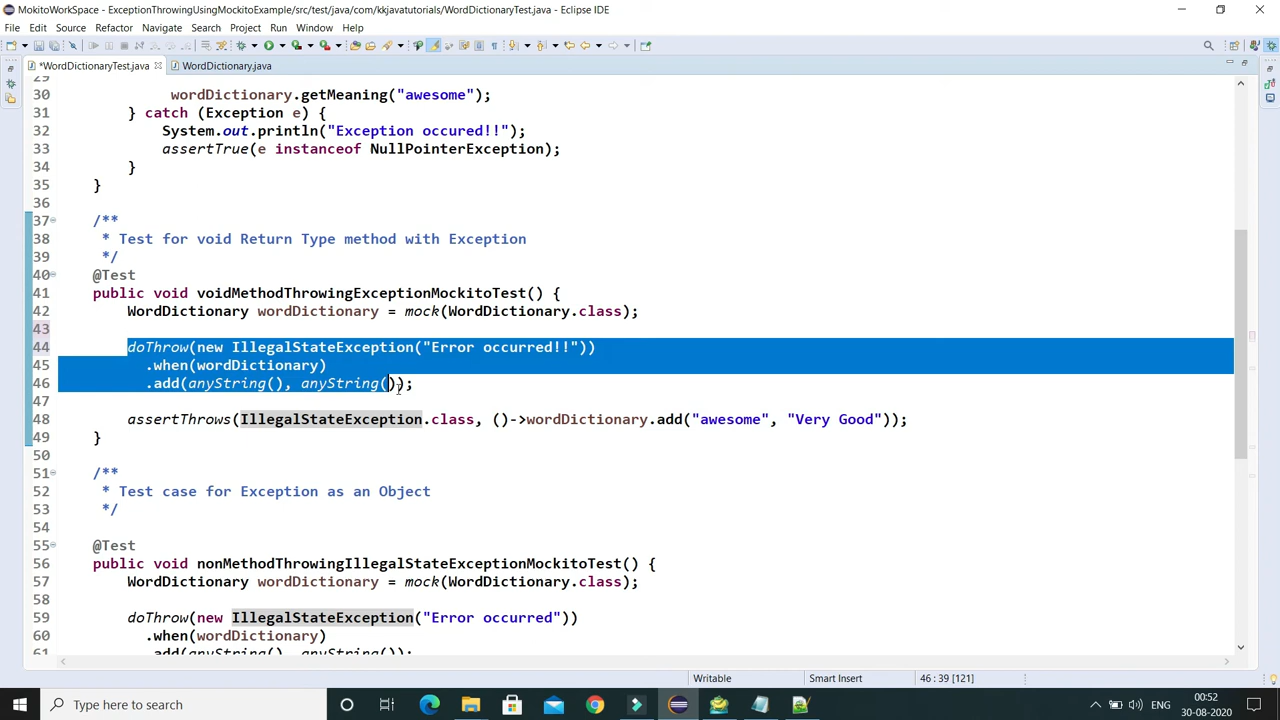 MokitoWorkSpace - ExceptionThrowingUsingMockitoExample/src/test/java/com/kkjavatutorials/WordDictionaryTest.java - Eclipse IDE
File Edit Source Refactor Navigate Search Project Run Window Help
*WordDictionaryTest.java WordDictionary.java
29
30 wordDictionary.getMeaning("awesome");
31 } catch (Exception e) {
32 System.out.println("Exception occured!!");
33 assertTrue(e instanceof NullPointerException);
34 }
35 }
36
37 /**
38 * Test for void Return Type method with Exception
39 */
40 @Test
41 public void voidMethodThrowingExceptionMockitoTest() {
42 WordDictionary wordDictionary = mock(WordDictionary.class);
43
44 doThrow(new IllegalStateException("Error occurred!!"))
45 .when(wordDictionary)
46 .add(anyString(), anyString());
47
48 assertThrows(IllegalStateException.class, ()->wordDictionary.add("awesome", "Very Good"));
49 }
50
51 /**
52 * Test case for Exception as an Object
53 */
54
55 @Test
56 public void nonMethodThrowingIllegalStateExceptionMockitoTest() {
57 WordDictionary wordDictionary = mock(WordDictionary.class);
58
59 doThrow(new IllegalStateException("Error occurred"))
60 .when(wordDictionary)
61 .add(anyString(), anyString());
Writable Smart Insert 46 : 39 [121]
Type here to search
ENG
00:52
30-08-2020